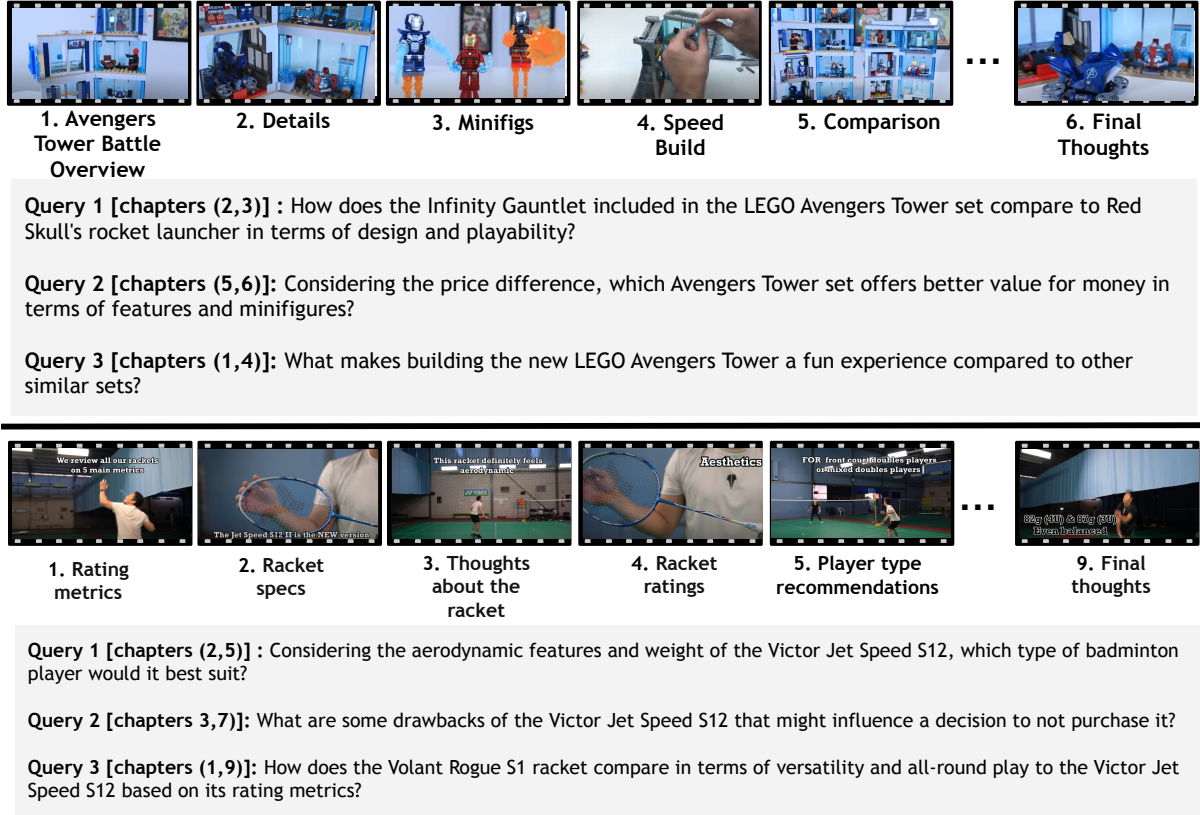 1. Avengers
Tower Battle
Overview
2. Details
3. Minifigs
4. Speed
Build
5. Comparison
...
6. Final
Thoughts
Query 1 [chapters (2,3)] : How does the Infinity Gauntlet included in the LEGO Avengers Tower set compare to Red
Skull's rocket launcher in terms of design and playability?
Query 2 [chapters (5,6)]: Considering the price difference, which Avengers Tower set offers better value for money in
terms of features and minifigures?
Query 3 [chapters (1,4)]: What makes building the new LEGO Avengers Tower a fun experience compared to other
similar sets?
We review all our rackets
on 5 main metrics
The Jet Speed S12 II is the NEW version
This racket definitely feels
aerodynamic
YONEX
Aesthetics
FOR front court doubles players
or mixed doubles players
...
82g (4U) & 87g (3U)
Even balanced
1. Rating
metrics
2. Racket
specs
3. Thoughts
about the
racket
4. Racket
ratings
5. Player type
recommendations
9. Final
thoughts
Query 1 [chapters (2,5)] : Considering the aerodynamic features and weight of the Victor Jet Speed S12, which type of badminton
player would it best suit?
Query 2 [chapters 3,7)]: What are some drawbacks of the Victor Jet Speed S12 that might influence a decision to not purchase it?
Query 3 [chapters (1,9)]: How does the Volant Rogue S1 racket compare in terms of versatility and all-round play to the Victor Jet
Speed S12 based on its rating metrics?